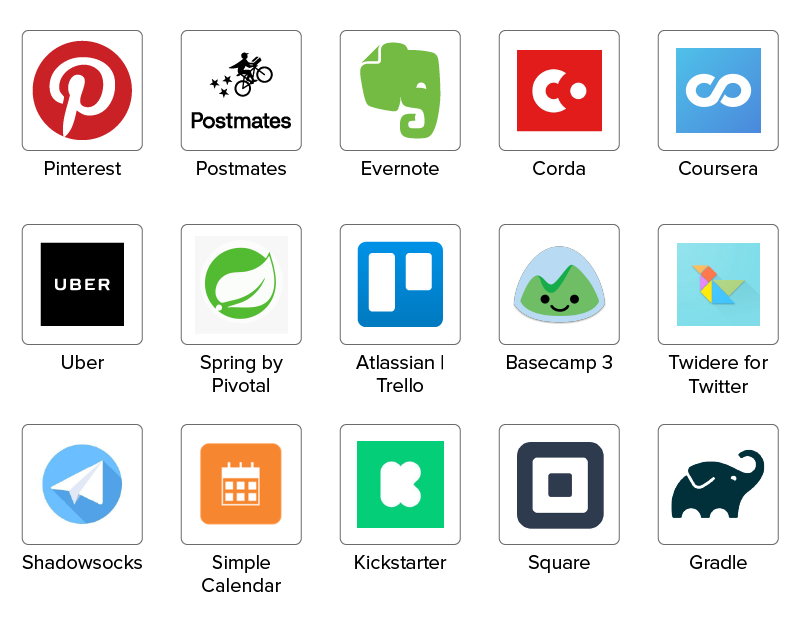 Postmates
Pinterest
Postmates
Evernote
Corda
Coursera
UBER
Uber
Spring by
Pivotal
Atlassian |
Trello
Basecamp 3
Twidere for
Twitter
Shadowsocks
Simple
Calendar
Kickstarter
Square
Gradle